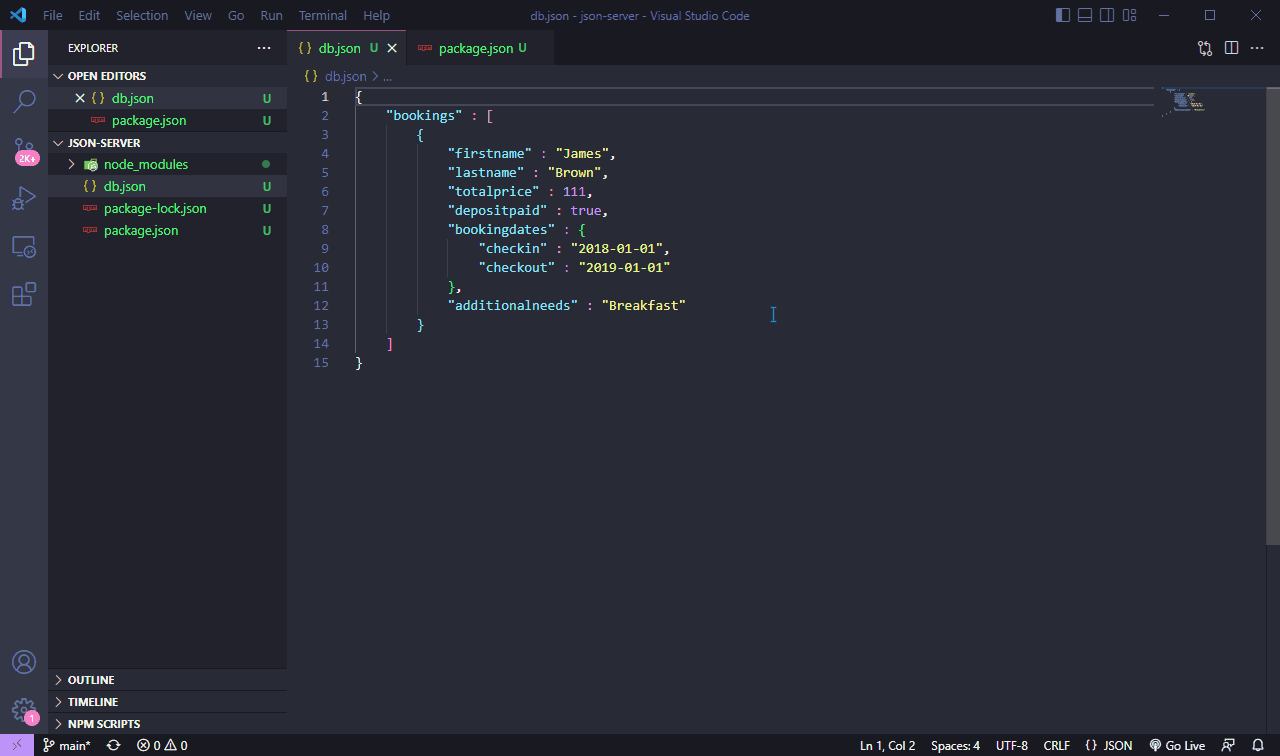 File Edit Selection View Go Run Terminal Help db.json - json-server - Visual Studio Code
EXPLORER
OPEN EDITORS
db.json U
package.json U
JSON-SERVER
node_modules
db.json U
package-lock.json U
package.json U
OUTLINE
TIMELINE
NPM SCRIPTS
2K+
1
{} db.json U package.json U
{} db.json > ...
1 {
2 "bookings" : [
3 {
4 "firstname" : "James",
5 "lastname" : "Brown",
6 "totalprice" : 111,
7 "depositpaid" : true,
8 "bookingdates" : {
9 "checkin" : "2018-01-01",
10 "checkout" : "2019-01-01"
11 },
12 "additionalneeds" : "Breakfast"
13 }
14 ]
15 }
main* 0 0 Ln 1, Col 2 Spaces: 4 UTF-8 CRLF {} JSON Go Live